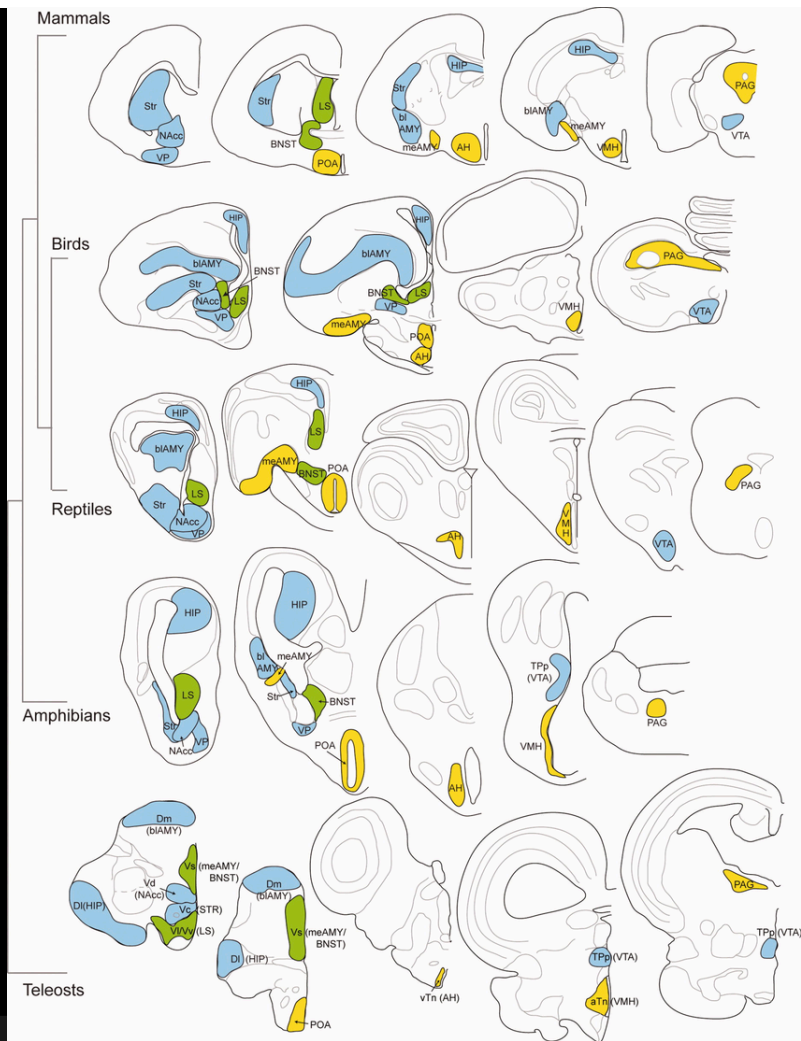 Mammals
Str
NAcc
VP
Str
LS
BNST
POA
HIP
Str
bl
AMY
meAMY
AH
HIP
blAMY
meAMY
VMH
PAG
VTA
Birds
HIP
blAMY
BNST
Str
NAcc
LS
VP
HIP
blAMY
BNST
LS
VP
meAMY
POA
AH
VMH
PAG
VTA
Reptiles
HIP
blAMY
LS
Str
NAcc
VP
HIP
LS
meAMY
BNST
POA
AH
V
M
H
VTA
PAG
Amphibians
HIP
LS
Str
NAcc
VP
HIP
bl
AMY
meAMY
Str
BNST
VP
POA
AH
TPp
(VTA)
VMH
PAG
Teleosts
Dm
(blAMY)
Vs (meAMY/
BNST)
Vd
(NAcc)
Dl(HIP)
Vc (STR)
Vl/Vv (LS)
Dm
(blAMY)
Vs (meAMY/
BNST)
Dl (HIP)
POA
vTn (AH)
TPp (VTA)
aTn (VMH)
PAG
TPp (VTA)